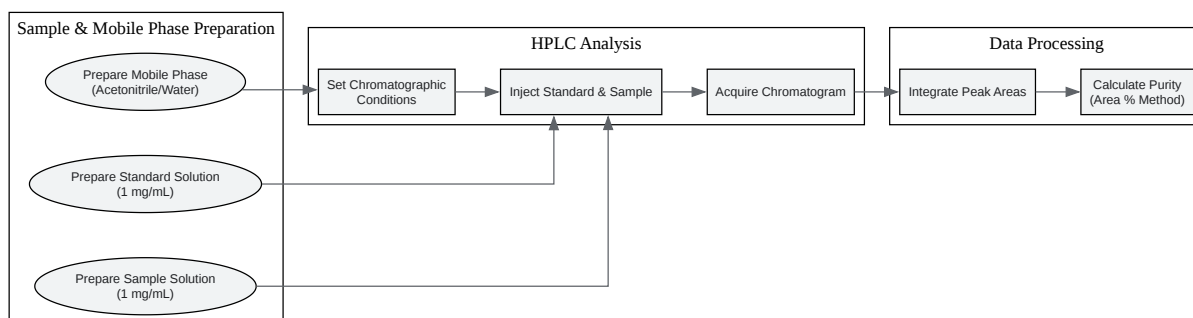 Sample & Mobile Phase Preparation
Prepare Mobile Phase
(Acetonitrile/Water)
Prepare Standard Solution
(1 mg/mL)
Prepare Sample Solution
(1 mg/mL)
HPLC Analysis
Set Chromatographic
Conditions
Inject Standard & Sample
Acquire Chromatogram
Data Processing
Integrate Peak Areas
Calculate Purity
(Area % Method)